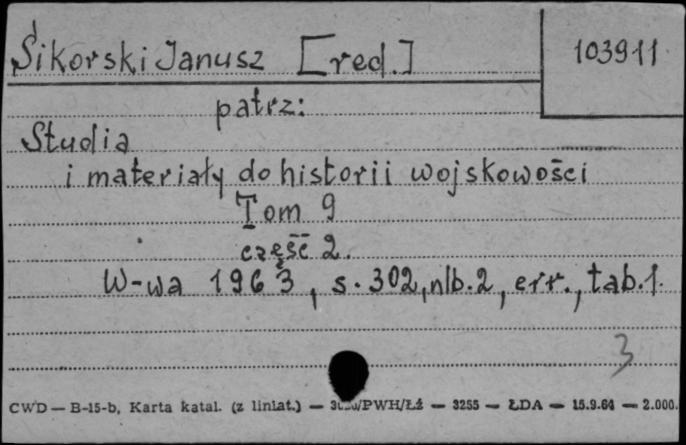 Sikorski Janusz [red.]
103911
patrz:
Studia
i materiały do historii wojskowości
Tom 9
część 2.
W-wa 1963, s. 302, nlb. 2, err., tab. 1.
3
CWD — B-15-b, Karta katal. (z liniat.) — /PWH/Łź — 3255 — ŁDA — 15.9.64 — 2.000.